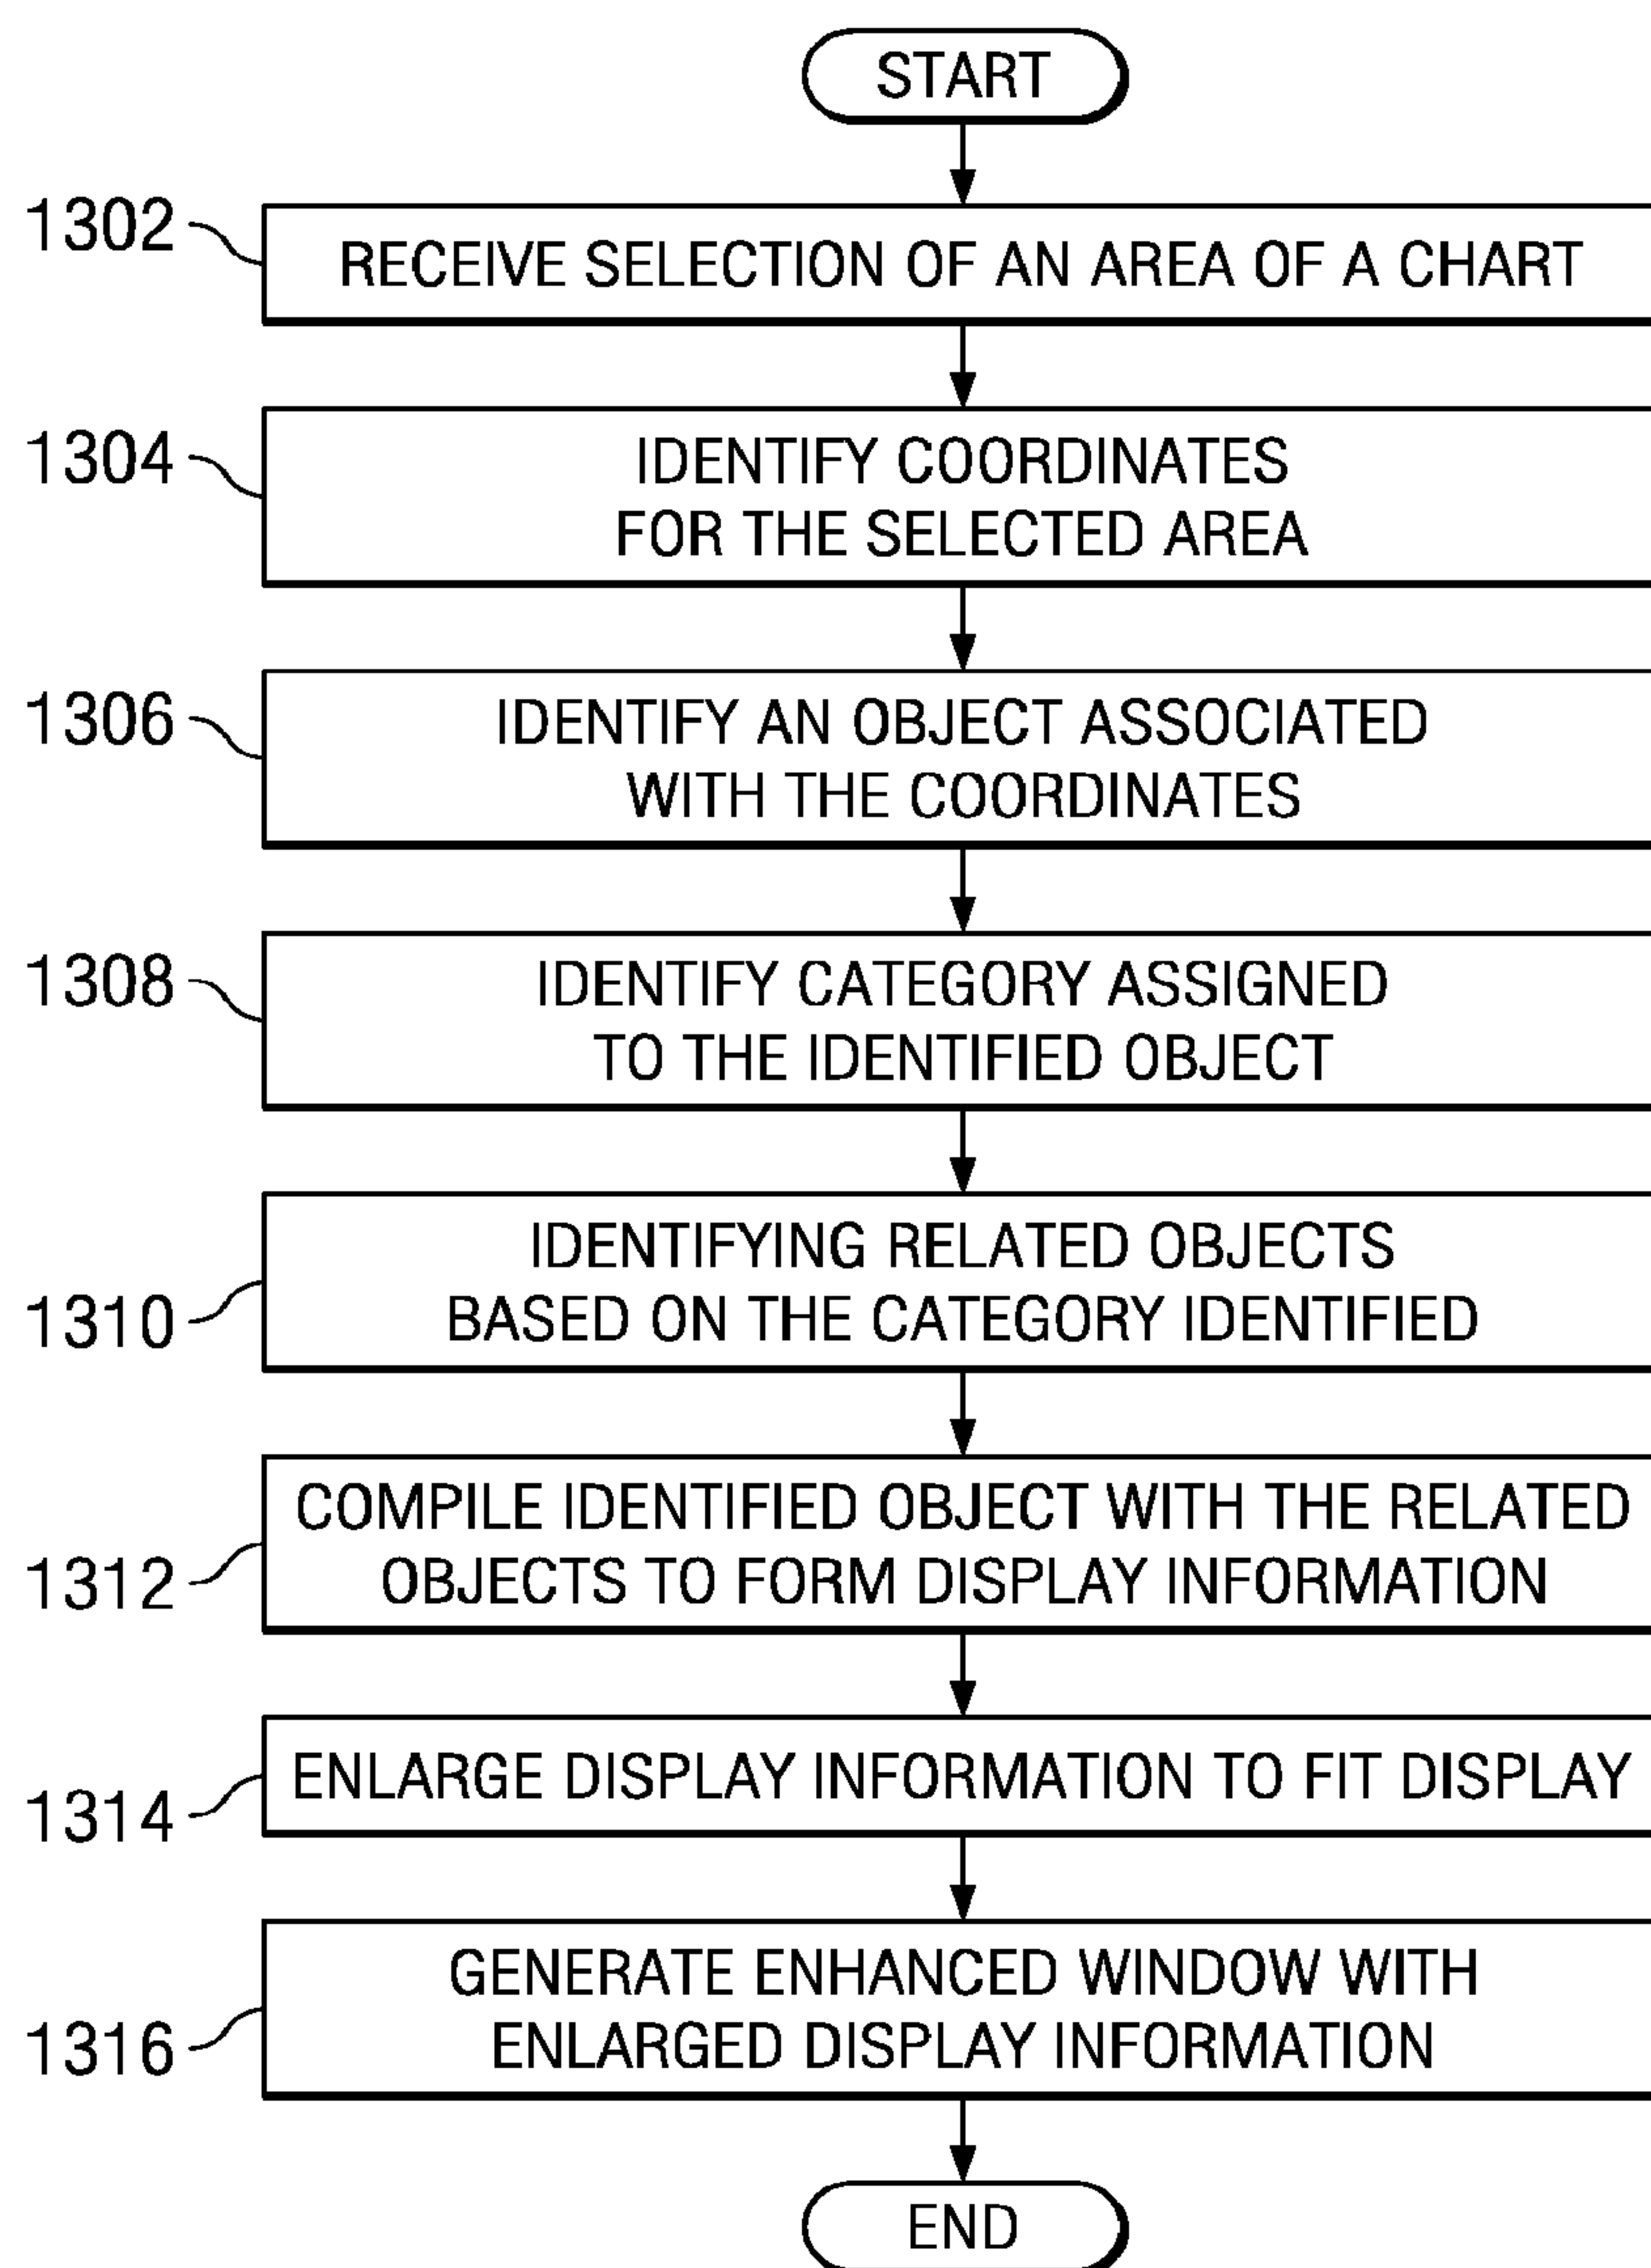 START
1302
RECEIVE SELECTION OF AN AREA OF A CHART
1304
IDENTIFY COORDINATES
FOR THE SELECTED AREA
1306
IDENTIFY AN OBJECT ASSOCIATED
WITH THE COORDINATES
1308
IDENTIFY CATEGORY ASSIGNED
TO THE IDENTIFIED OBJECT
1310
IDENTIFYING RELATED OBJECTS
BASED ON THE CATEGORY IDENTIFIED
1312
COMPILE IDENTIFIED OBJECT WITH THE RELATED
OBJECTS TO FORM DISPLAY INFORMATION
1314
ENLARGE DISPLAY INFORMATION TO FIT DISPLAY
1316
GENERATE ENHANCED WINDOW WITH
ENLARGED DISPLAY INFORMATION
END